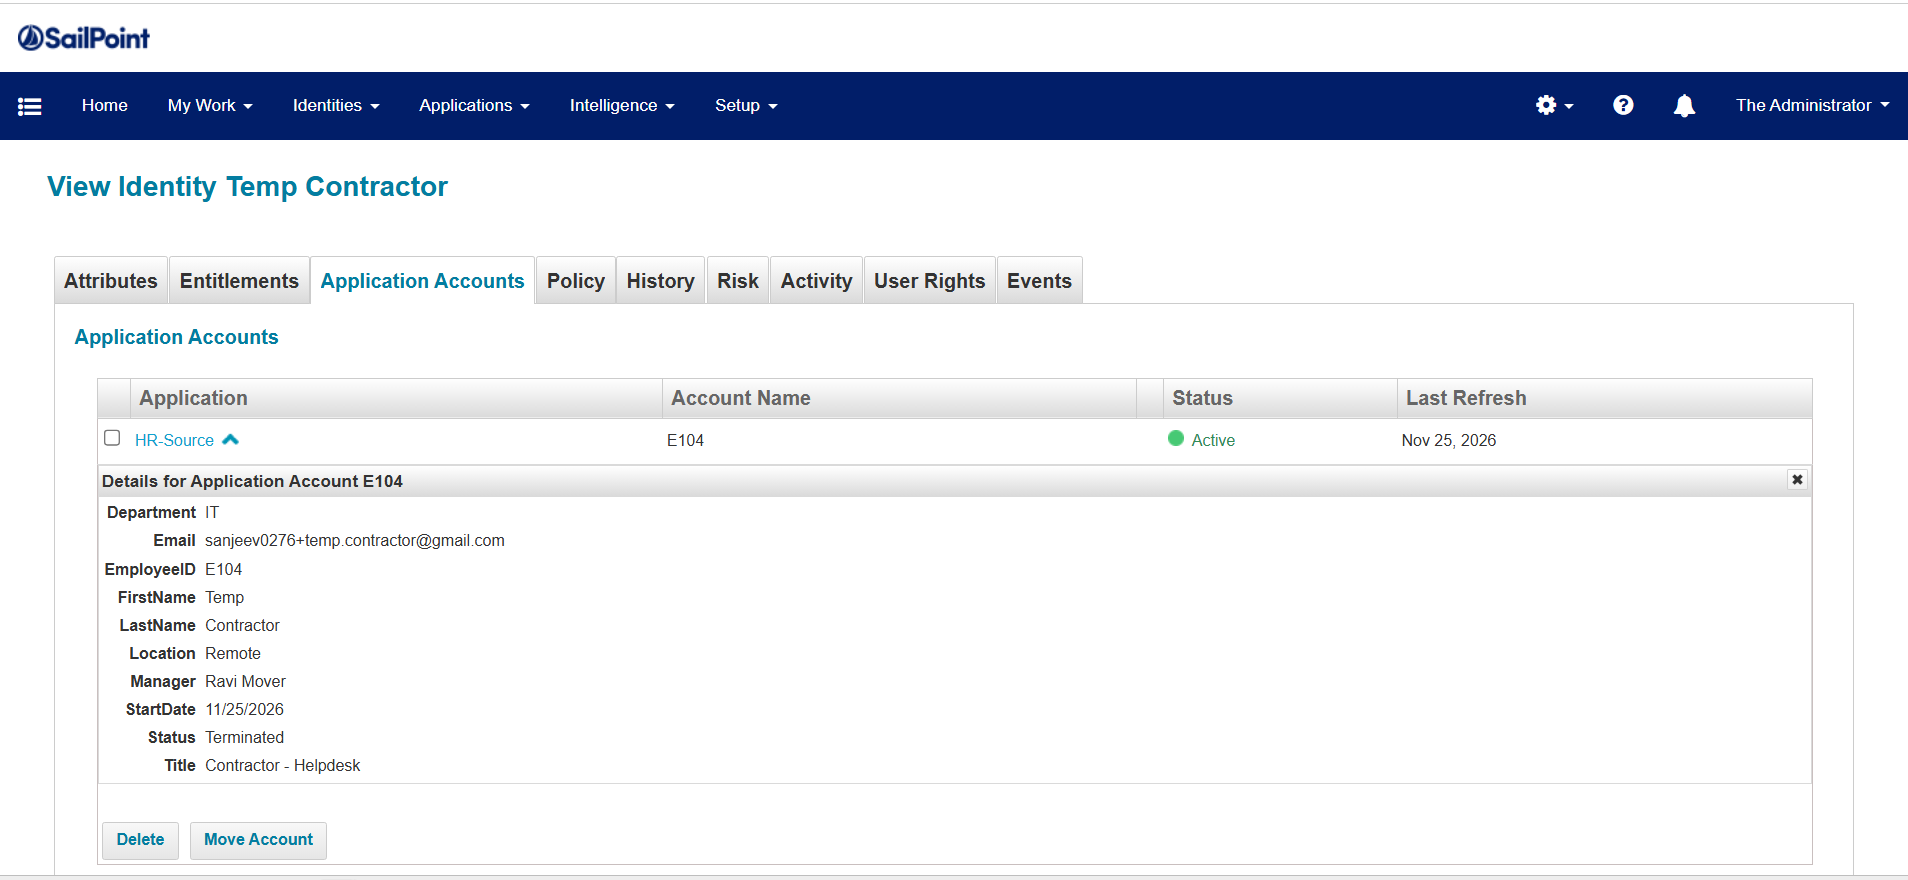 SailPoint
Home My Work Identities Applications Intelligence Setup The Administrator
View Identity Temp Contractor
Attributes Entitlements Application Accounts Policy History Risk Activity User Rights Events
Application Accounts
Application Account Name Status Last Refresh
HR-Source E104 Active Nov 25, 2026
Details for Application Account E104
Department IT
Email sanjeev0276+temp.contractor@gmail.com
EmployeeID E104
FirstName Temp
LastName Contractor
Location Remote
Manager Ravi Mover
StartDate 11/25/2026
Status Terminated
Title Contractor - Helpdesk
Delete Move Account